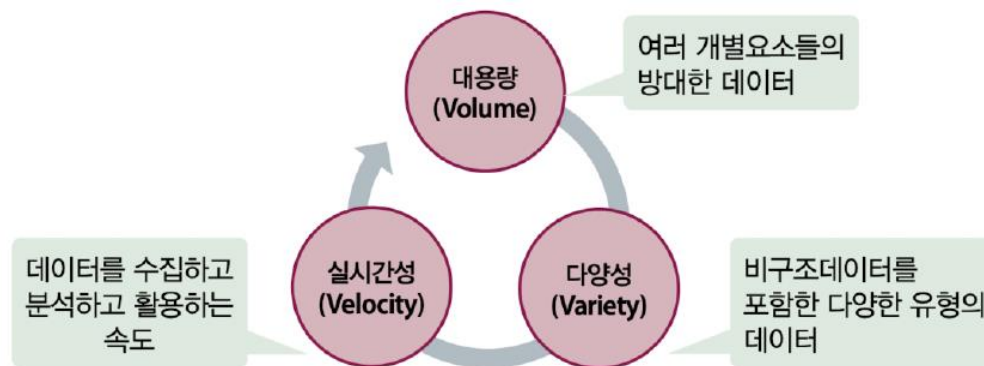 대용량
(Volume)
여러 개별요소들의
방대한 데이터
데이터를 수집하고
분석하고 활용하는
속도
실시간성
(Velocity)
다양성
(Variety)
비구조데이터를
포함한 다양한 유형의
데이터